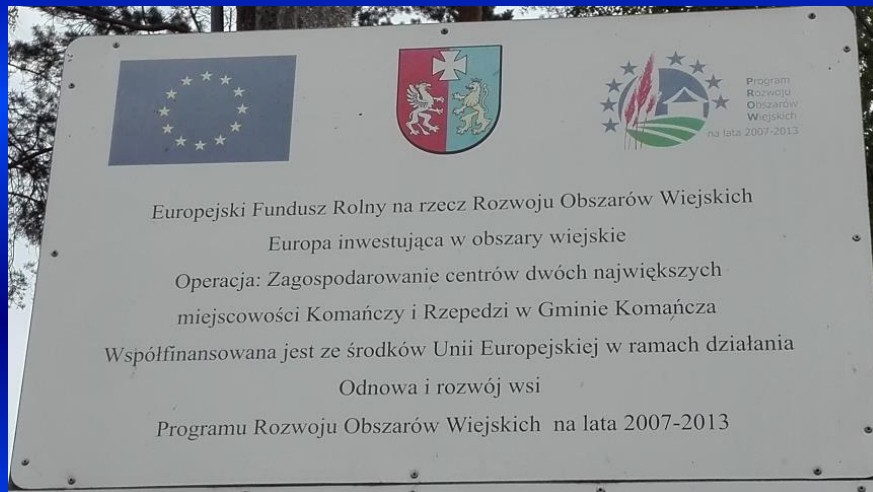 Program
Rozwoju
Obszarów
Wiejskich
na lata 2007-2013
Europejski Fundusz Rolny na rzecz Rozwoju Obszarów Wiejskich
Europa inwestująca w obszary wiejskie
Operacja: Zagospodarowanie centrów dwóch największych
miejscowości Komańczy i Rzepedzi w Gminie Komańcza
Współfinansowana jest ze środków Unii Europejskiej w ramach działania
Odnowa i rozwój wsi
Programu Rozwoju Obszarów Wiejskich na lata 2007-2013